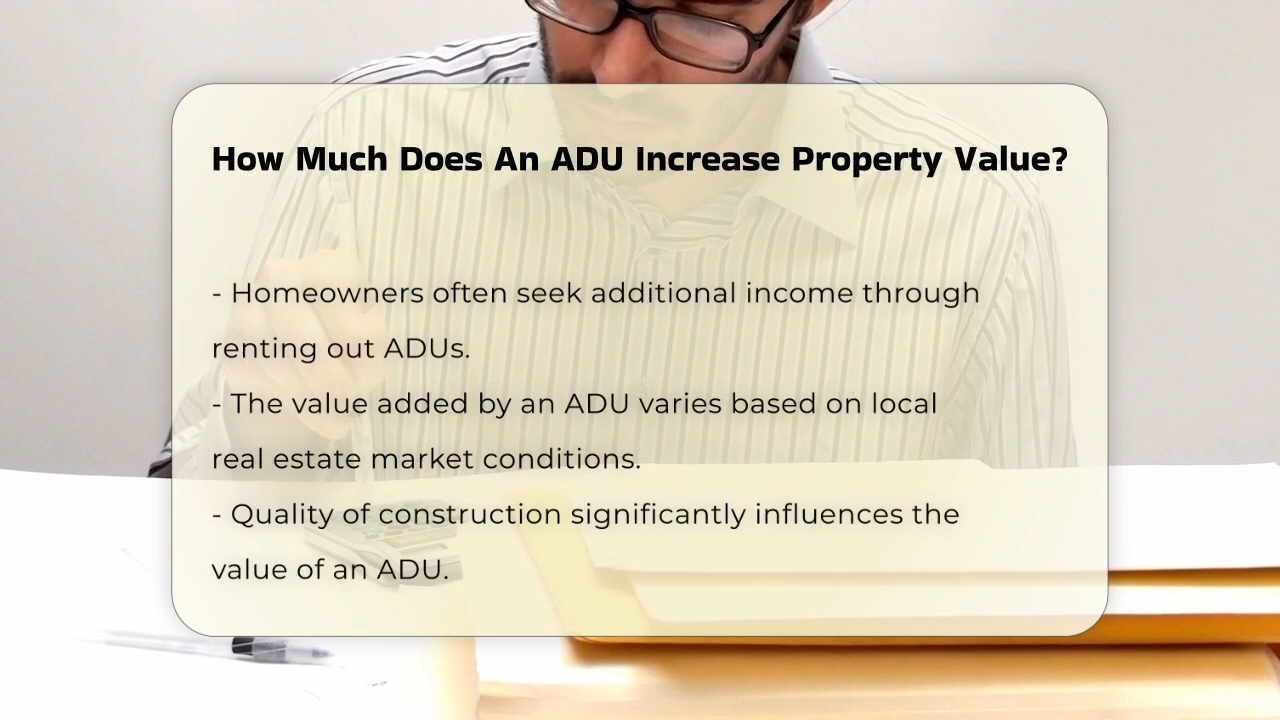 How Much Does An ADU Increase Property Value?
- Homeowners often seek additional income through
renting out ADUs.
- The value added by an ADU varies based on local
real estate market conditions.
- Quality of construction significantly influences the
value of an ADU.